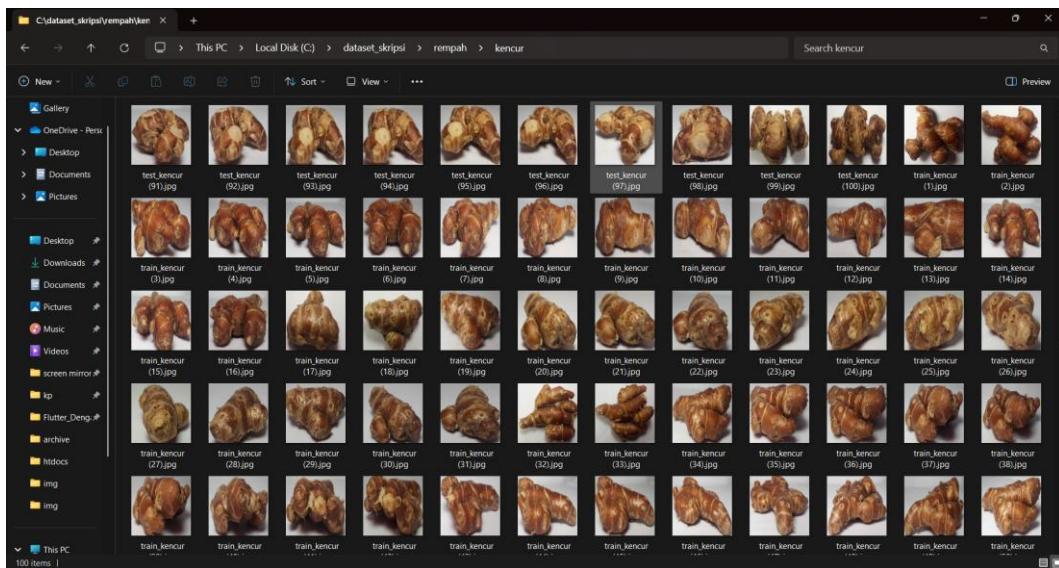 C:\dataset_skripsi\rempah\ken
This PC > Local Disk (C:) > dataset_skripsi > rempah > kencur
Search kencur
New
Sort
View
Preview
Gallery
OneDrive - Persc
Desktop
Documents
Pictures
Desktop
Downloads
Documents
Pictures
Music
Videos
screen mirror
kp
Flutter_Deng
archive
htdocs
img
img
This PC
test_kencur (91).jpg
test_kencur (92).jpg
test_kencur (93).jpg
test_kencur (94).jpg
test_kencur (95).jpg
test_kencur (96).jpg
test_kencur (97).jpg
test_kencur (98).jpg
test_kencur (99).jpg
test_kencur (100).jpg
train_kencur (1).jpg
train_kencur (2).jpg
train_kencur (3).jpg
train_kencur (4).jpg
train_kencur (5).jpg
train_kencur (6).jpg
train_kencur (7).jpg
train_kencur (8).jpg
train_kencur (9).jpg
train_kencur (10).jpg
train_kencur (11).jpg
train_kencur (12).jpg
train_kencur (13).jpg
train_kencur (14).jpg
train_kencur (15).jpg
train_kencur (16).jpg
train_kencur (17).jpg
train_kencur (18).jpg
train_kencur (19).jpg
train_kencur (20).jpg
train_kencur (21).jpg
train_kencur (22).jpg
train_kencur (23).jpg
train_kencur (24).jpg
train_kencur (25).jpg
train_kencur (26).jpg
train_kencur (27).jpg
train_kencur (28).jpg
train_kencur (29).jpg
train_kencur (30).jpg
train_kencur (31).jpg
train_kencur (32).jpg
train_kencur (33).jpg
train_kencur (34).jpg
train_kencur (35).jpg
train_kencur (36).jpg
train_kencur (37).jpg
train_kencur (38).jpg
train_kencur
train_kencur
train_kencur
train_kencur
train_kencur
train_kencur
train_kencur
train_kencur
train_kencur
train_kencur
train_kencur
train_kencur
100 items